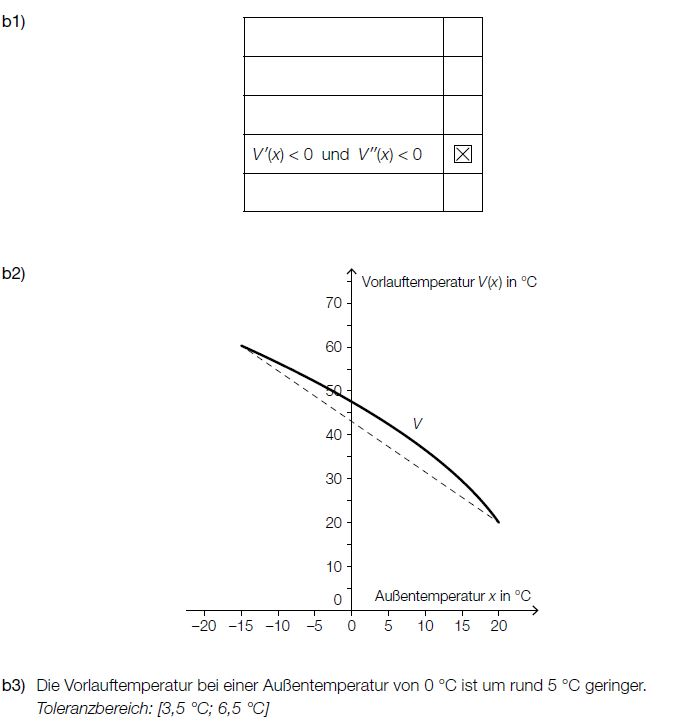 b1)
V′(x) < 0 und V″(x) < 0 ☒
b2)
Vorlauftemperatur V(x) in °C
70
60
50
V
40
30
20
10
0
Außentemperatur x in °C
–20 –15 –10 –5 0 5 10 15 20
b3) Die Vorlauftemperatur bei einer Außentemperatur von 0 °C ist um rund 5 °C geringer.
Toleranzbereich: [3,5 °C; 6,5 °C]